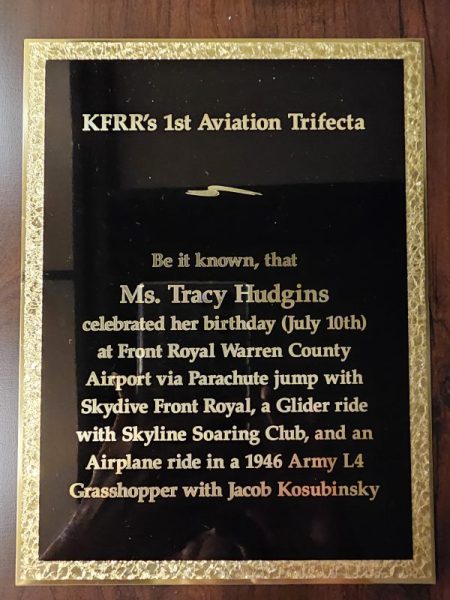 KFRR's 1st Aviation Trifecta
Be it known, that
Ms. Tracy Hudgins
celebrated her birthday (July 10th)
at Front Royal Warren County
Airport via Parachute jump with
Skydive Front Royal, a Glider ride
with Skyline Soaring Club, and an
Airplane ride in a 1946 Army L4
Grasshopper with Jacob Kosubinsky